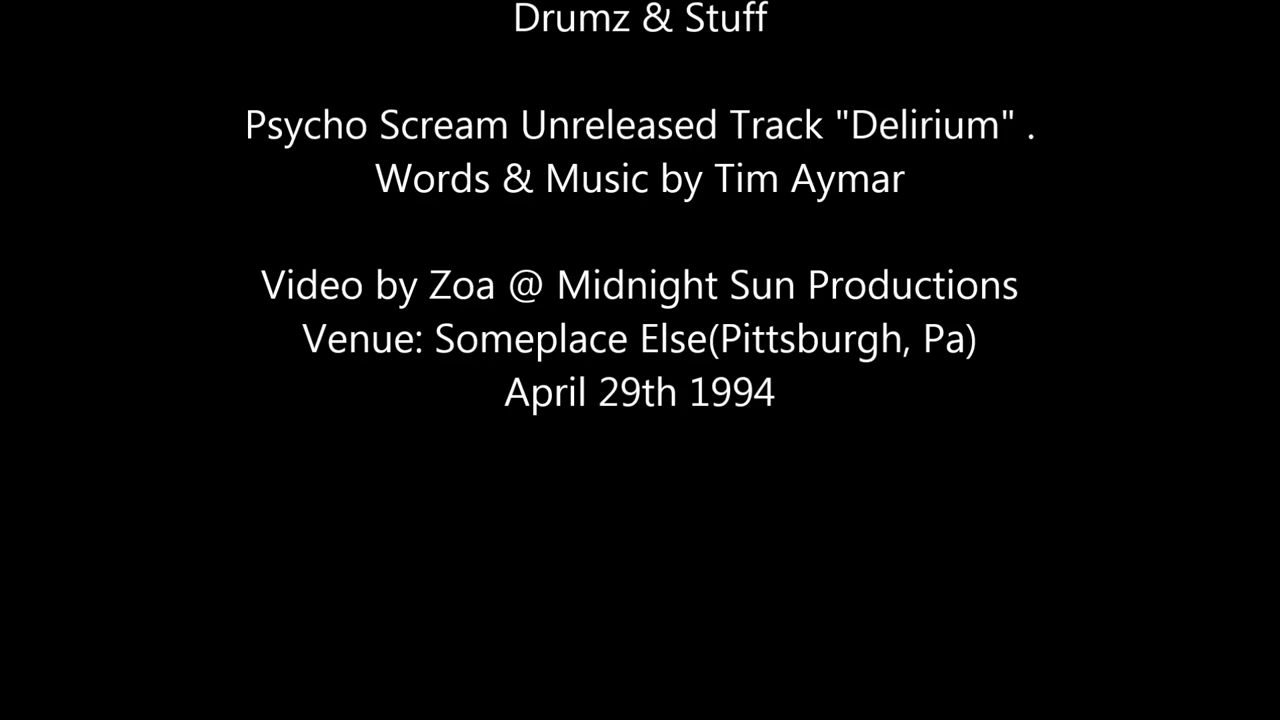 Drumz & Stuff
Psycho Scream Unreleased Track "Delirium" .
Words & Music by Tim Aymar
Video by Zoa @ Midnight Sun Productions
Venue: Someplace Else(Pittsburgh, Pa)
April 29th 1994